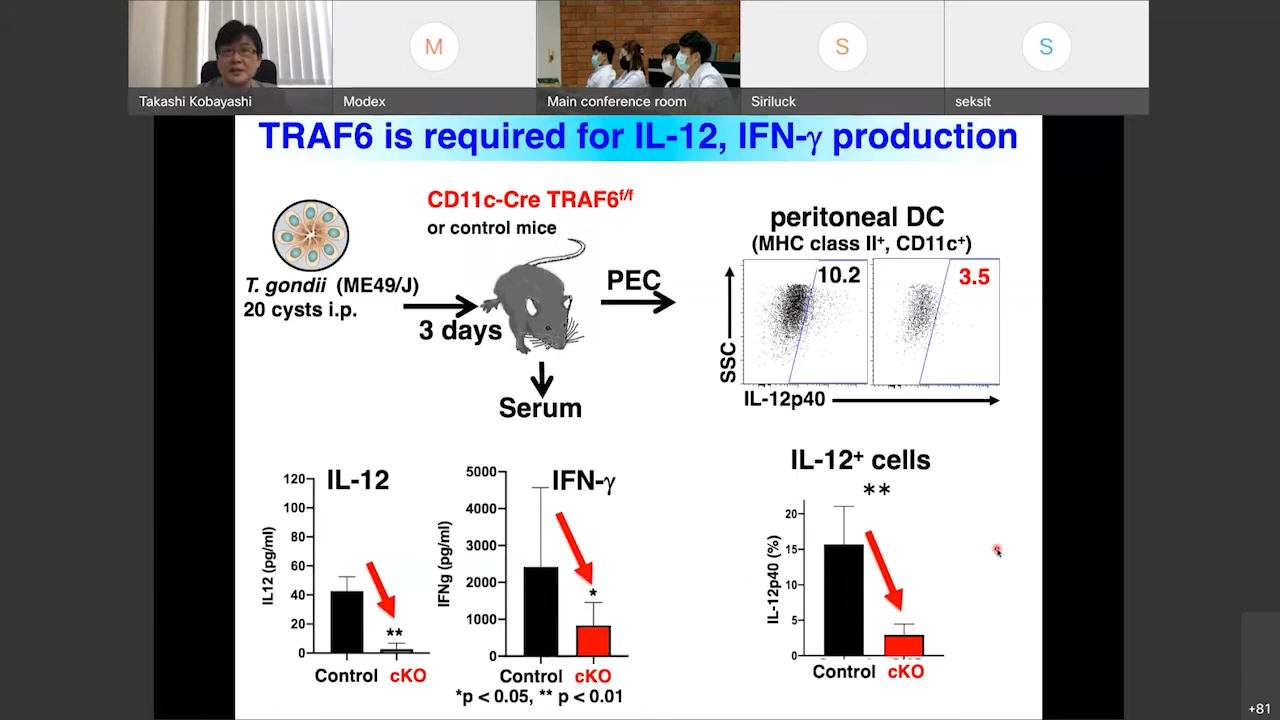 M
S
S
Takashi Kobayashi
Modex
Main conference room
Siriluck
seksit
TRAF6 is required for IL-12, IFN-γ production
CD11c-Cre TRAF6f/f
or control mice
T. gondii (ME49/J)
20 cysts i.p.
3 days
PEC
Serum
peritoneal DC
(MHC class II⁺, CD11c⁺)
10.2
3.5
SSC
IL-12p40
IL-12
IL12 (pg/ml)
120
100
80
60
40
20
0
**
Control cKO
IFN-γ
IFNg (pg/ml)
5000
4000
3000
2000
1000
0
*
Control cKO
*p < 0.05, ** p < 0.01
IL-12⁺ cells
**
IL-12p40 (%)
20
15
10
5
0
Control cKO
+81